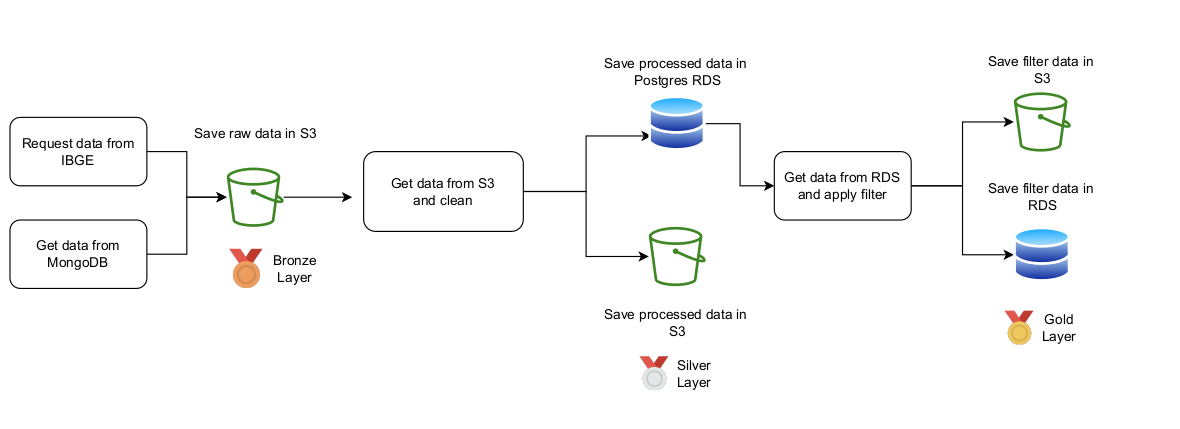 Request data from
IBGE
Get data from
MongoDB
Save raw data in S3
Bronze
Layer
Get data from S3
and clean
Save processed data in
Postgres RDS
Save processed data in
S3
Silver
Layer
Get data from RDS
and apply filter
Save filter data in
S3
Save filter data in
RDS
Gold
Layer